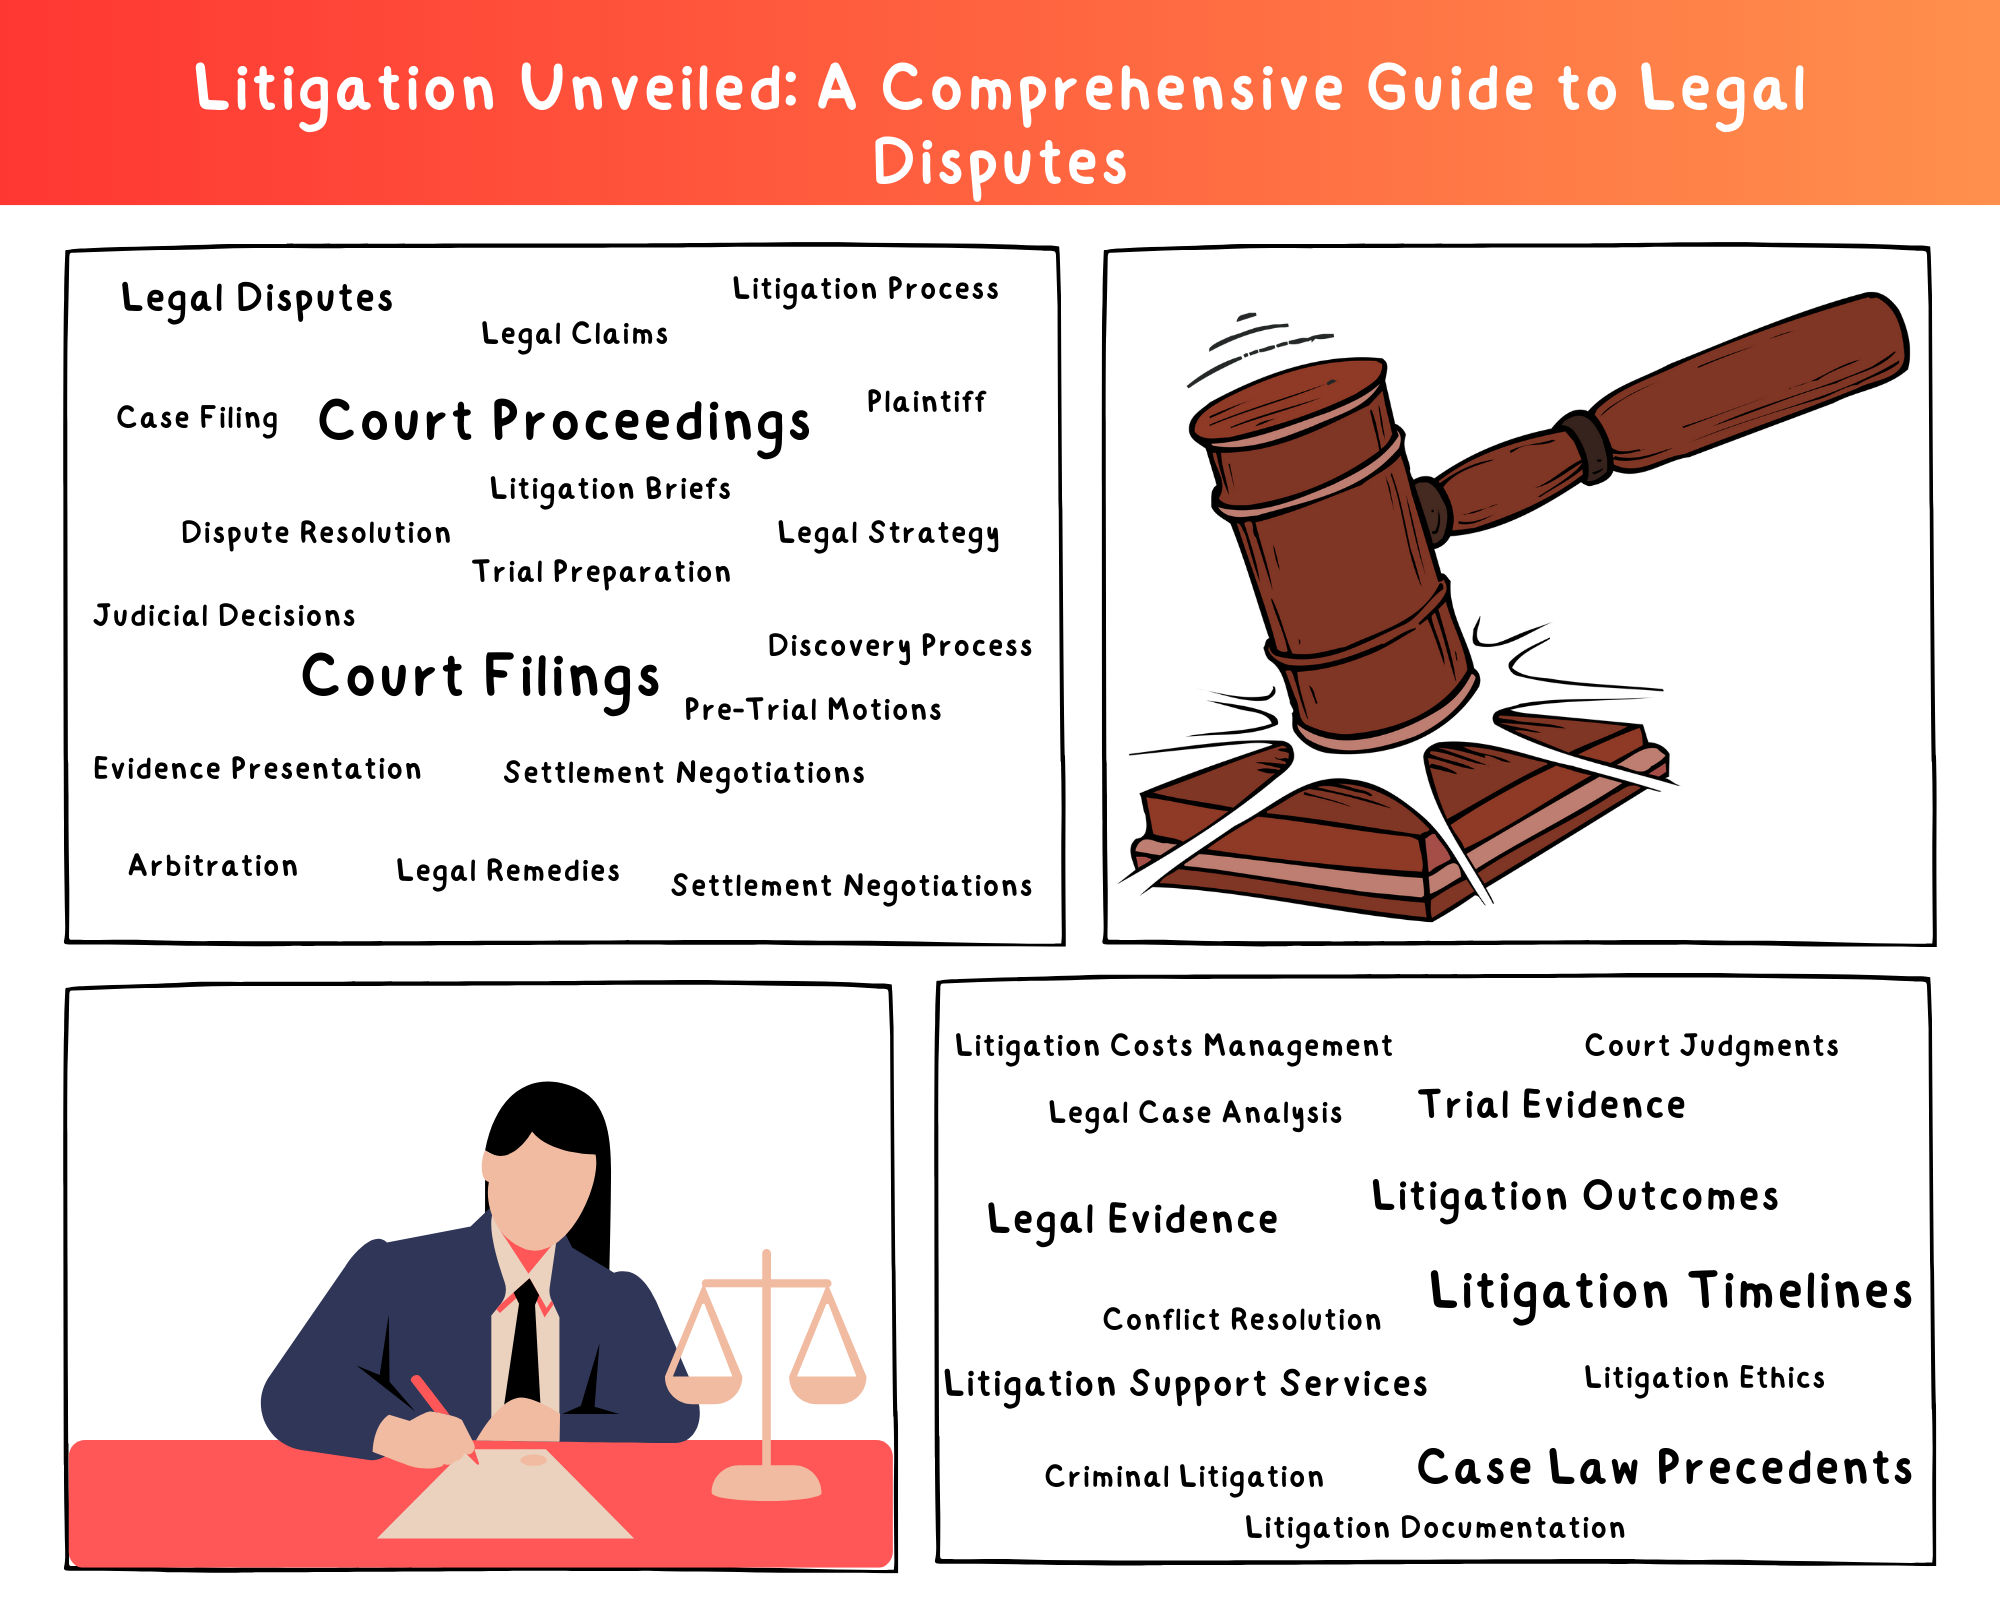 Litigation Unveiled: A Comprehensive Guide to Legal
Disputes
Legal Disputes
Litigation Process
Legal Claims
Case Filing
Court Proceedings
Plaintiff
Litigation Briefs
Dispute Resolution
Legal Strategy
Trial Preparation
Judicial Decisions
Discovery Process
Court Filings
Pre-Trial Motions
Evidence Presentation
Settlement Negotiations
Arbitration
Legal Remedies
Settlement Negotiations
Litigation Costs Management
Court Judgments
Legal Case Analysis
Trial Evidence
Legal Evidence
Litigation Outcomes
Litigation Timelines
Conflict Resolution
Litigation Support Services
Litigation Ethics
Criminal Litigation
Case Law Precedents
Litigation Documentation